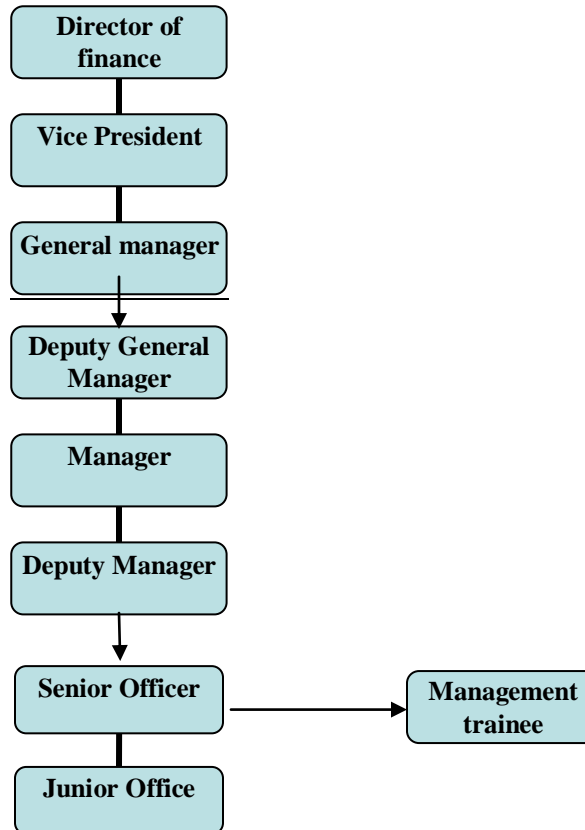 Director of
finance
Vice President
General manager
Deputy General
Manager
Manager
Deputy Manager
Senior Officer
Management
trainee
Junior Office